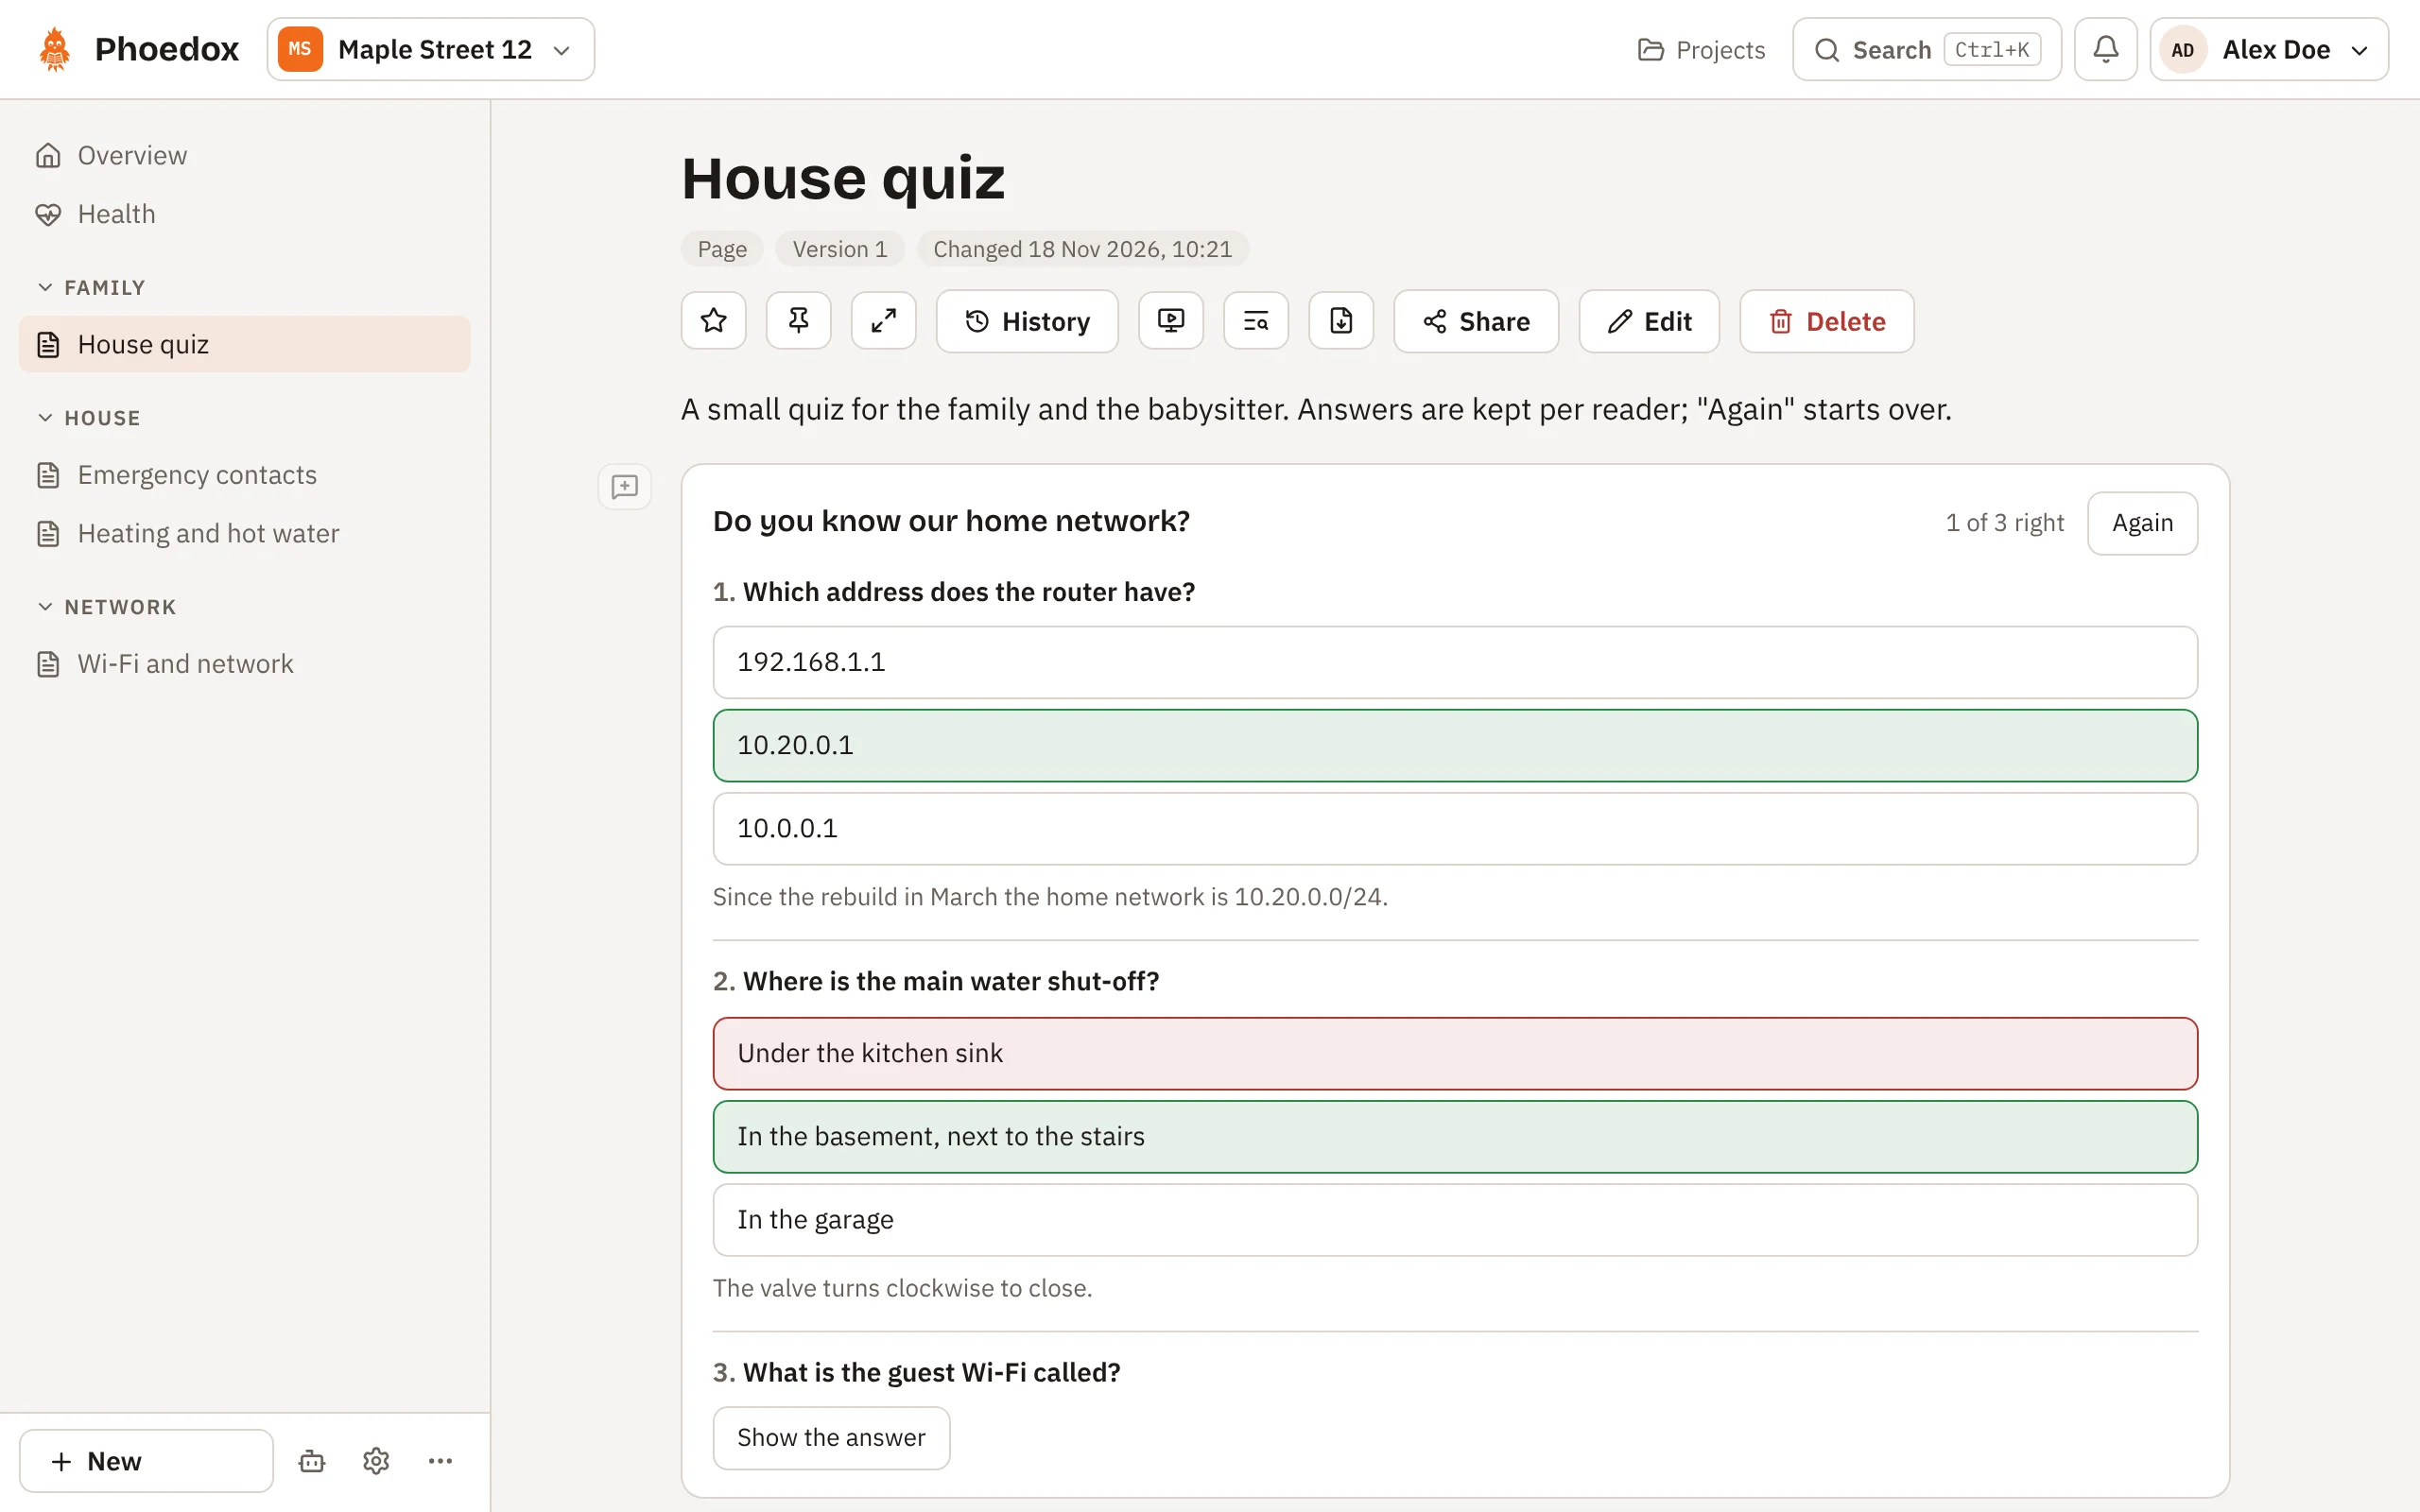 Phoedox
MS Maple Street 12
Projects
Search Ctrl+K
AD Alex Doe
Overview
Health
FAMILY
House quiz
HOUSE
Emergency contacts
Heating and hot water
NETWORK
Wi-Fi and network
New
House quiz
Page Version 1 Changed 18 Nov 2026, 10:21
History Share Edit Delete
A small quiz for the family and the babysitter. Answers are kept per reader; "Again" starts over.
Do you know our home network? 1 of 3 right Again
1. Which address does the router have?
192.168.1.1
10.20.0.1
10.0.0.1
Since the rebuild in March the home network is 10.20.0.0/24.
2. Where is the main water shut-off?
Under the kitchen sink
In the basement, next to the stairs
In the garage
The valve turns clockwise to close.
3. What is the guest Wi-Fi called?
Show the answer